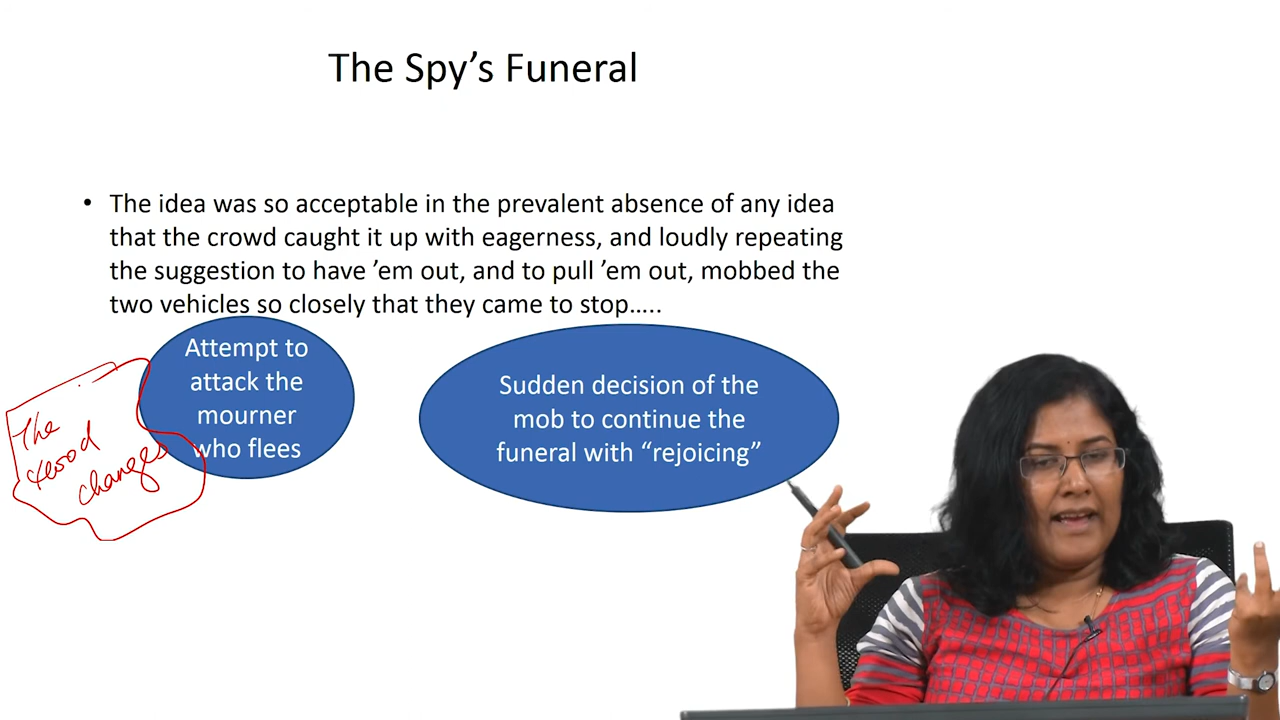 The Spy’s Funeral
• The idea was so acceptable in the prevalent absence of any idea
that the crowd caught it up with eagerness, and loudly repeating
the suggestion to have ’em out, and to pull ’em out, mobbed the
two vehicles so closely that they came to stop…..
Attempt to
attack the
mourner
who flees
Sudden decision of the
mob to continue the
funeral with “rejoicing”
The
changes